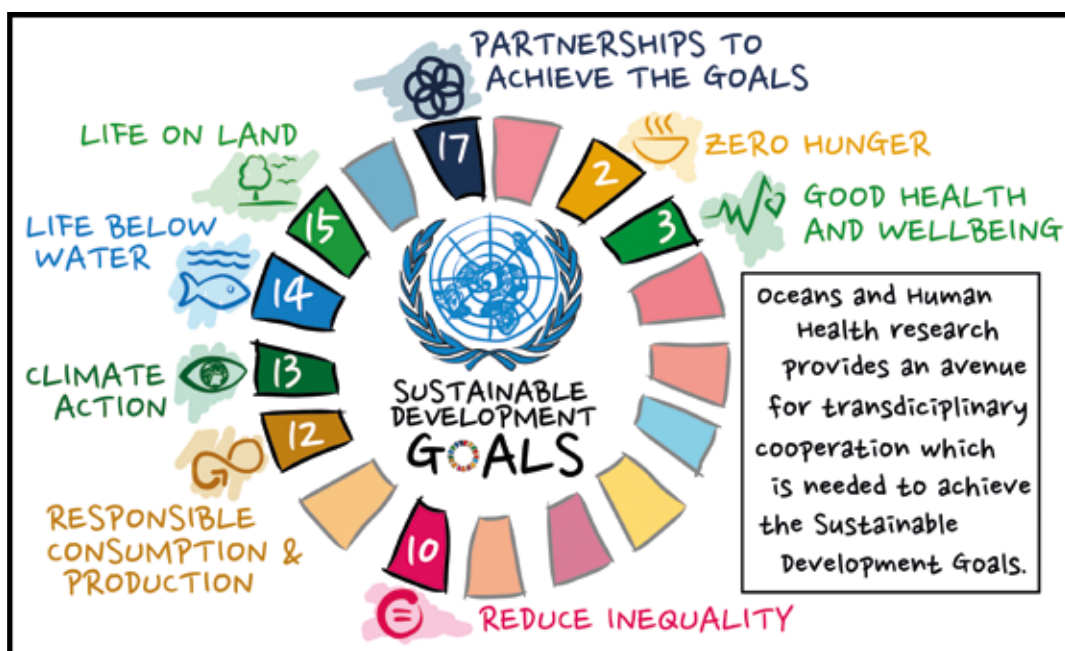 PARTNERSHIPS TO
ACHIEVE THE GOALS
17
2
ZERO HUNGER
3
GOOD HEALTH
AND WELLBEING
LIFE ON LAND
15
LIFE BELOW
WATER
14
CLIMATE
ACTION
13
12
RESPONSIBLE
CONSUMPTION &
PRODUCTION
10
REDUCE INEQUALITY
SUSTAINABLE
DEVELOPMENT
GOALS
Oceans and Human
Health research
provides an avenue
for transdiciplinary
cooperation which
is needed to achieve
the Sustainable
Development Goals.